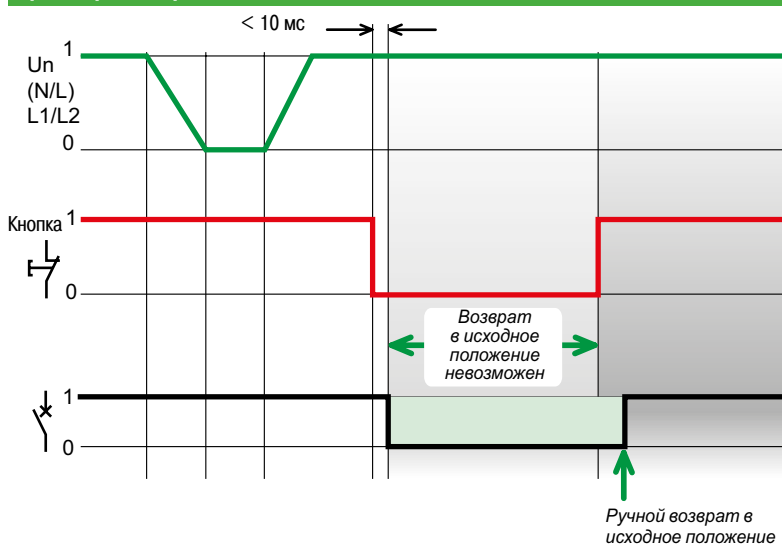 < 10 мс
1
Un
(N/L)
L1/L2
0
Кнопка 1
0
Возврат
в исходное
положение
невозможен
1
0
Ручной возврат в
исходное положение